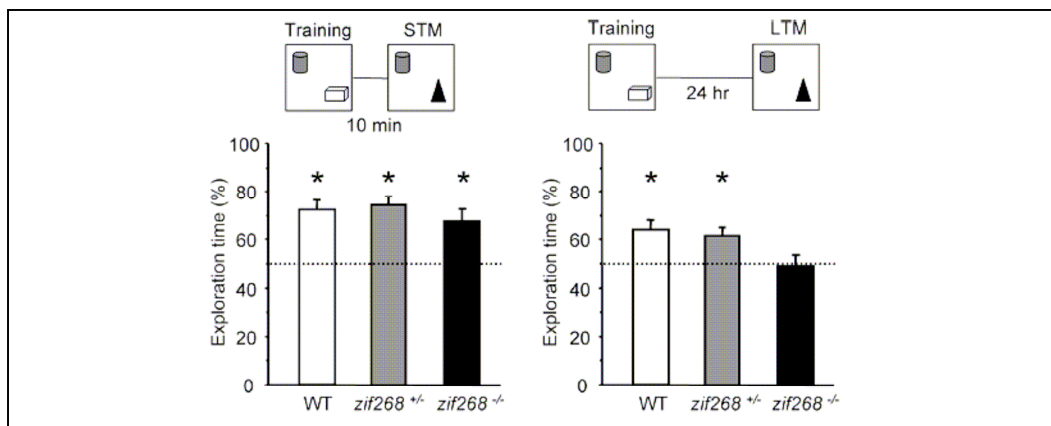 Training STM
10 min
Exploration time (%)
100
80
60
40
20
0
* * *
WT zif268 +/- zif268 -/-
Training LTM
24 hr
Exploration time (%)
100
80
60
40
20
0
* *
WT zif268 +/- zif268 -/-